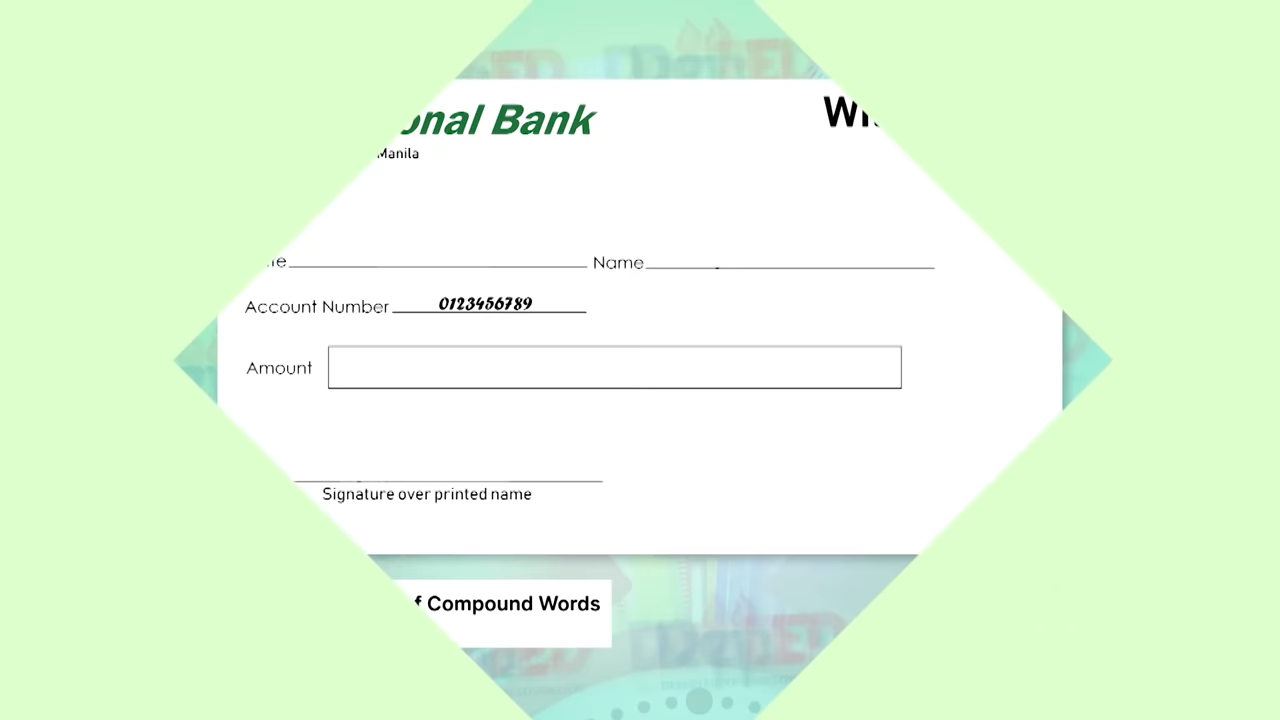 onal Bank
Manila
Name
Account Number 0123456789
Amount
Signature over printed name
Compound Words